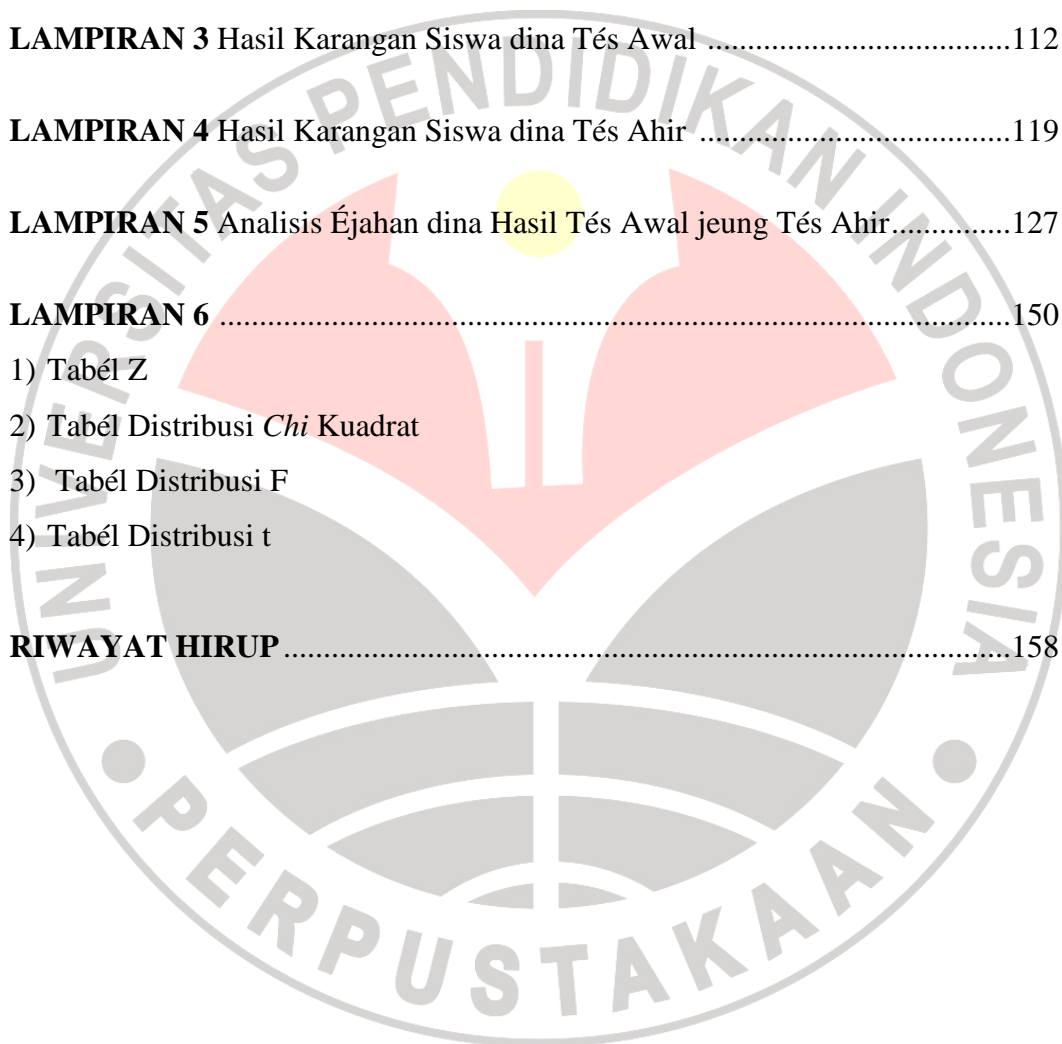 LAMPIRAN 3 Hasil Karangan Siswa dina Tés Awal .......................................112
LAMPIRAN 4 Hasil Karangan Siswa dina Tés Ahir ........................................119
LAMPIRAN 5 Analisis Éjahan dina Hasil Tés Awal jeung Tés Ahir...............127
LAMPIRAN 6 .....................................................................................................150
1) Tabél Z
2) Tabél Distribusi Chi Kuadrat
3) Tabél Distribusi F
4) Tabél Distribusi t
RIWAYAT HIRUP.............................................................................................158
UNIVERSITAS PENDIDIKAN INDONESIA
PERPUSTAKAAN